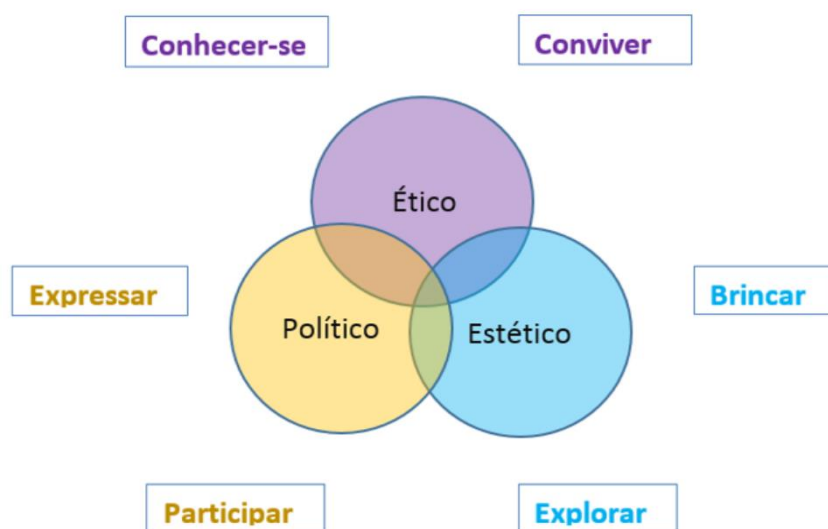 Conhecer-se
Conviver
Ético
Expressar
Brincar
Político
Estético
Participar
Explorar